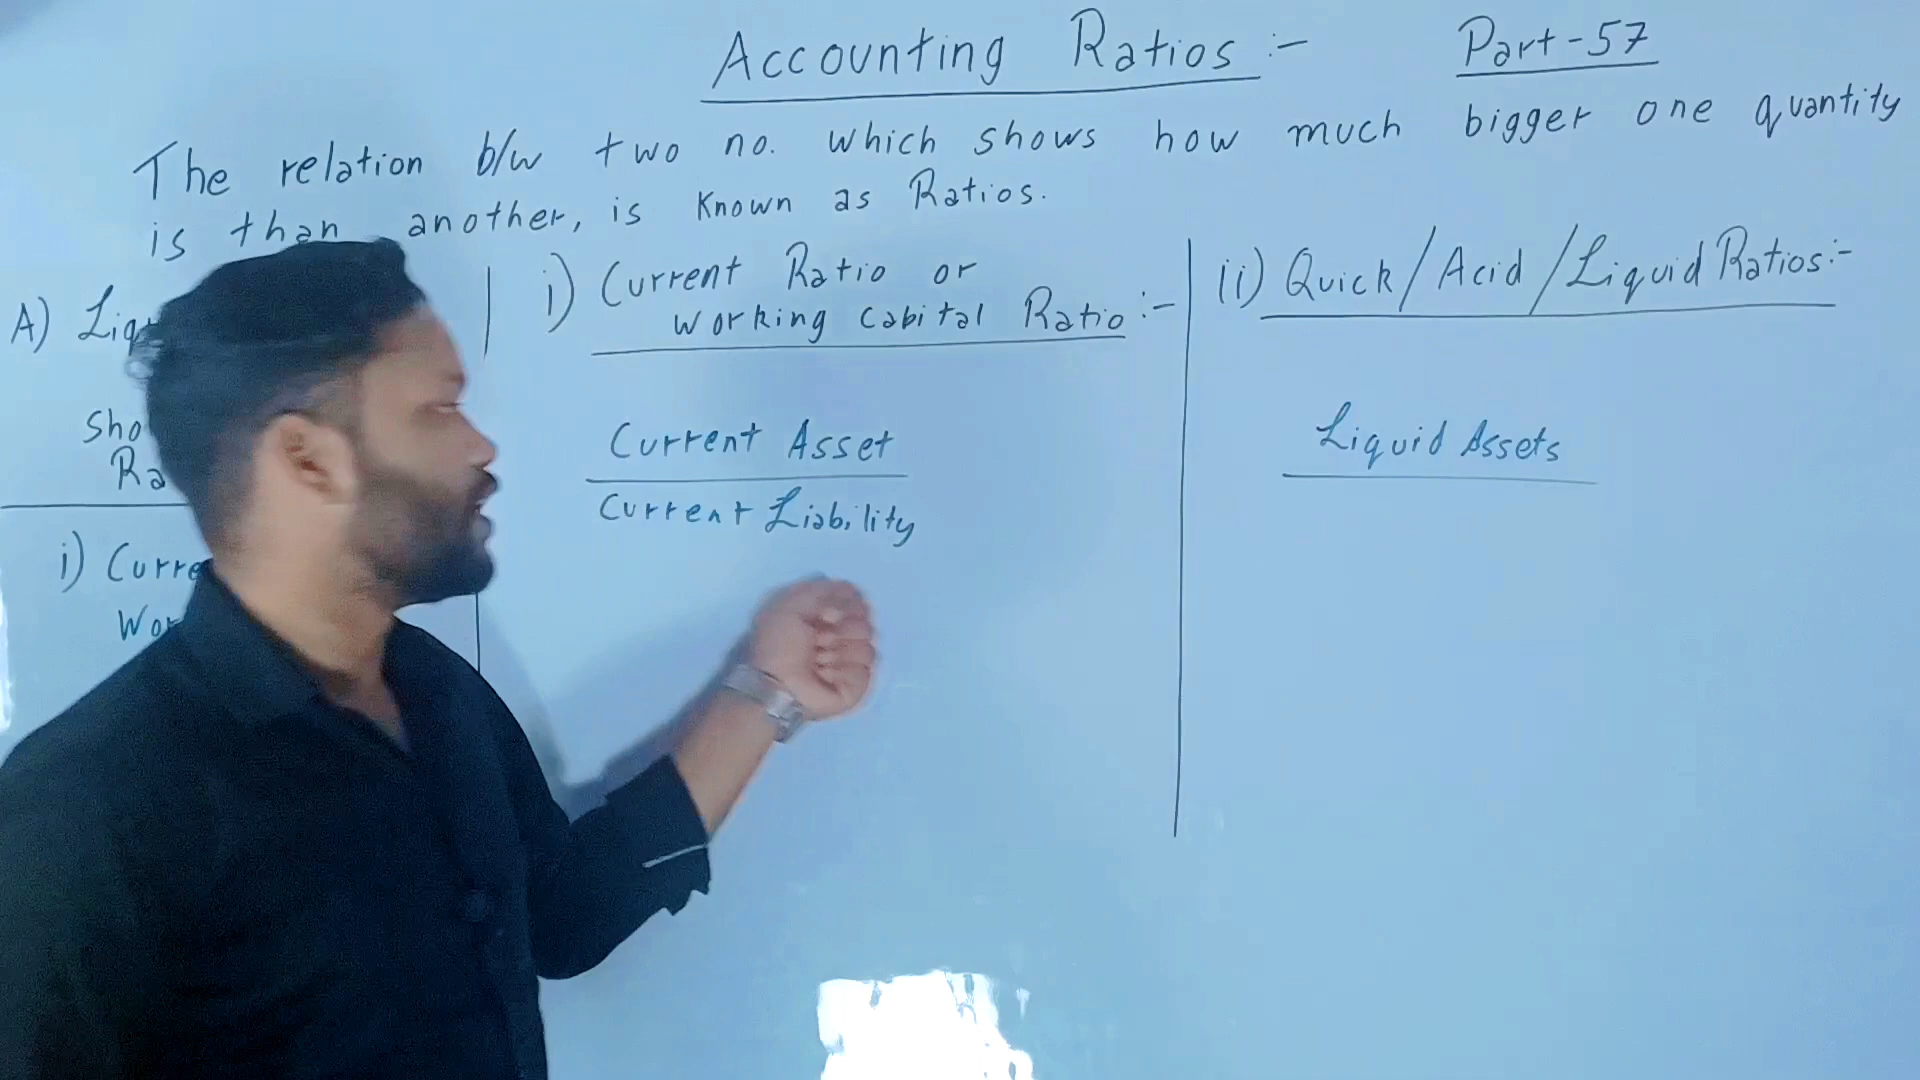 Accounting Ratios :-
Part-57
The relation b/w two no. which shows how much bigger one quantity
is than another, is known as Ratios.
A) Liq
Sho
Ra
i) Curre
Wor
i) Current Ratio or
Working Cabital Ratio :-
Current Asset
Current Liability
ii) Quick/Acid/Liquid Ratios:-
Liquid Assets